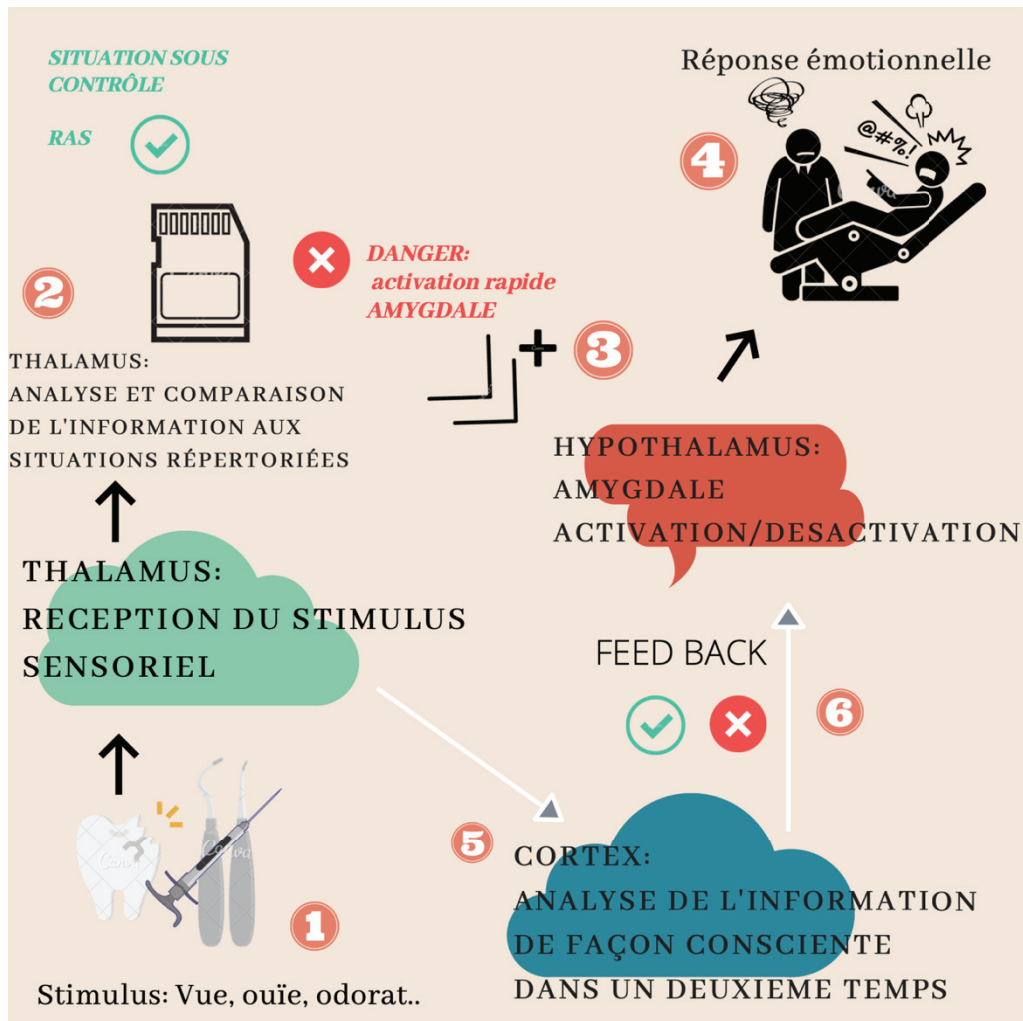 SITUATION SOUS
CONTRÔLE
RAS
Réponse émotionnelle
@#%!
4
2
DANGER:
activation rapide
AMYGDALE
+
3
THALAMUS:
ANALYSE ET COMPARAISON
DE L'INFORMATION AUX
SITUATIONS RÉPERTORIÉES
HYPOTHALAMUS:
AMYGDALE
ACTIVATION/DESACTIVATION
THALAMUS:
RECEPTION DU STIMULUS
SENSORIEL
FEED BACK
6
5
CORTEX:
ANALYSE DE L'INFORMATION
DE FAÇON CONSCIENTE
DANS UN DEUXIEME TEMPS
Canva
Canva
1
Stimulus: Vue, ouïe, odorat..